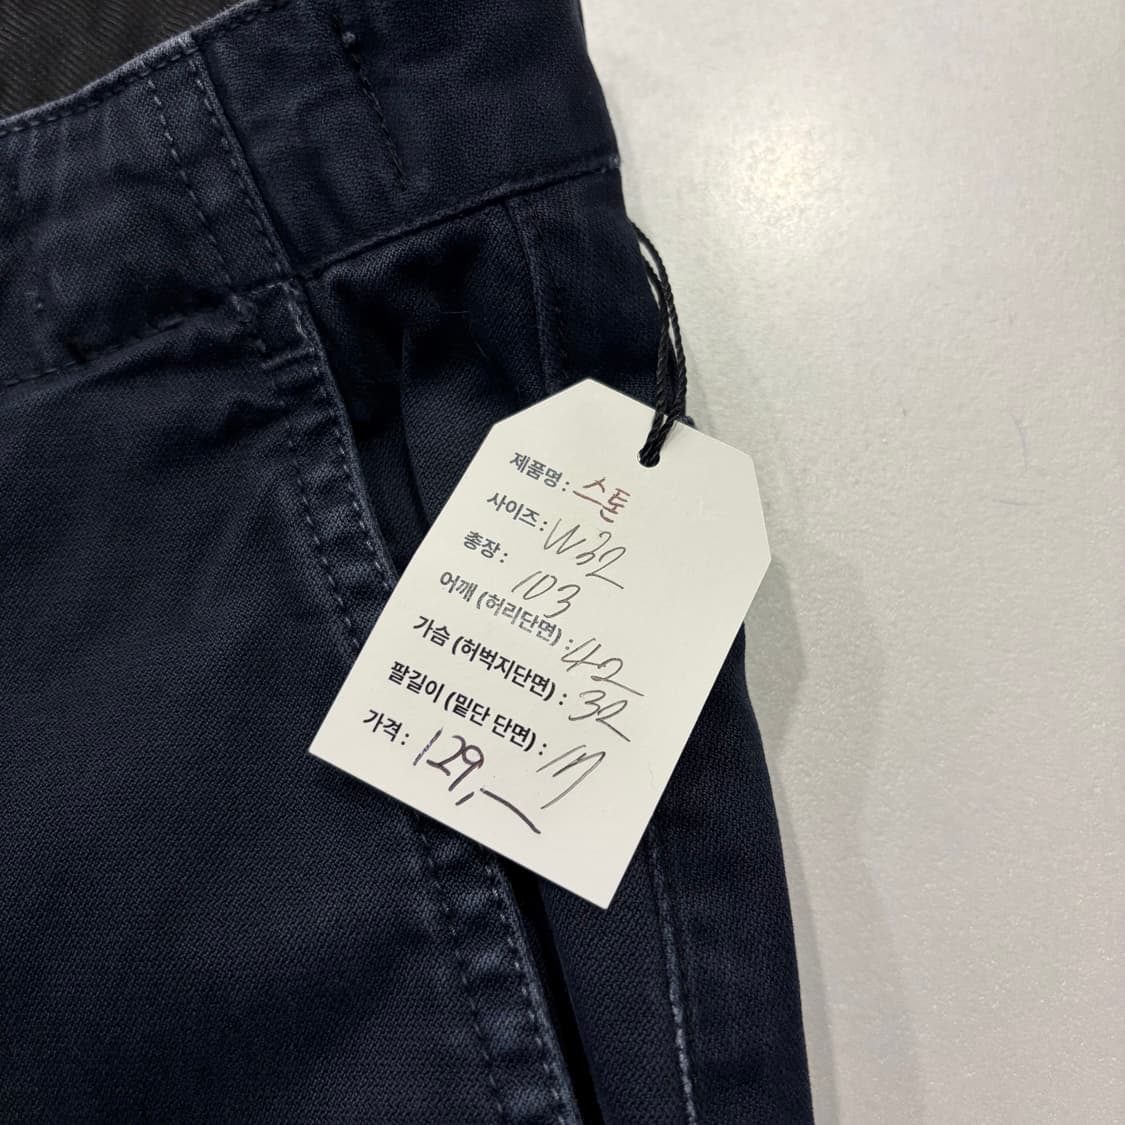 제품명 : 스톤
사이즈 : W32
총장 : 103
어깨 (허리단면) : 42
가슴 (허벅지단면) : 32
팔길이 (밑단 단면) : 17
가격 : 129,-